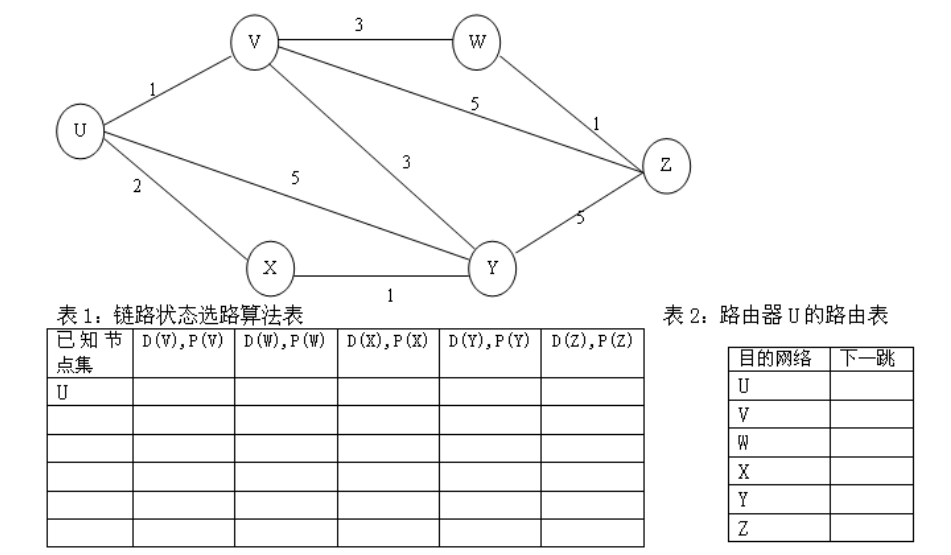 3
V
W
1
5
1
U
Z
3
5
2
5
X
Y
1
表1:链路状态选路算法表
表2:路由器U的路由表
已知节点集 D(V),P(V) D(W),P(W) D(X),P(X) D(Y),P(Y) D(Z),P(Z)
U
目的网络 下一跳
U
V
W
X
Y
Z